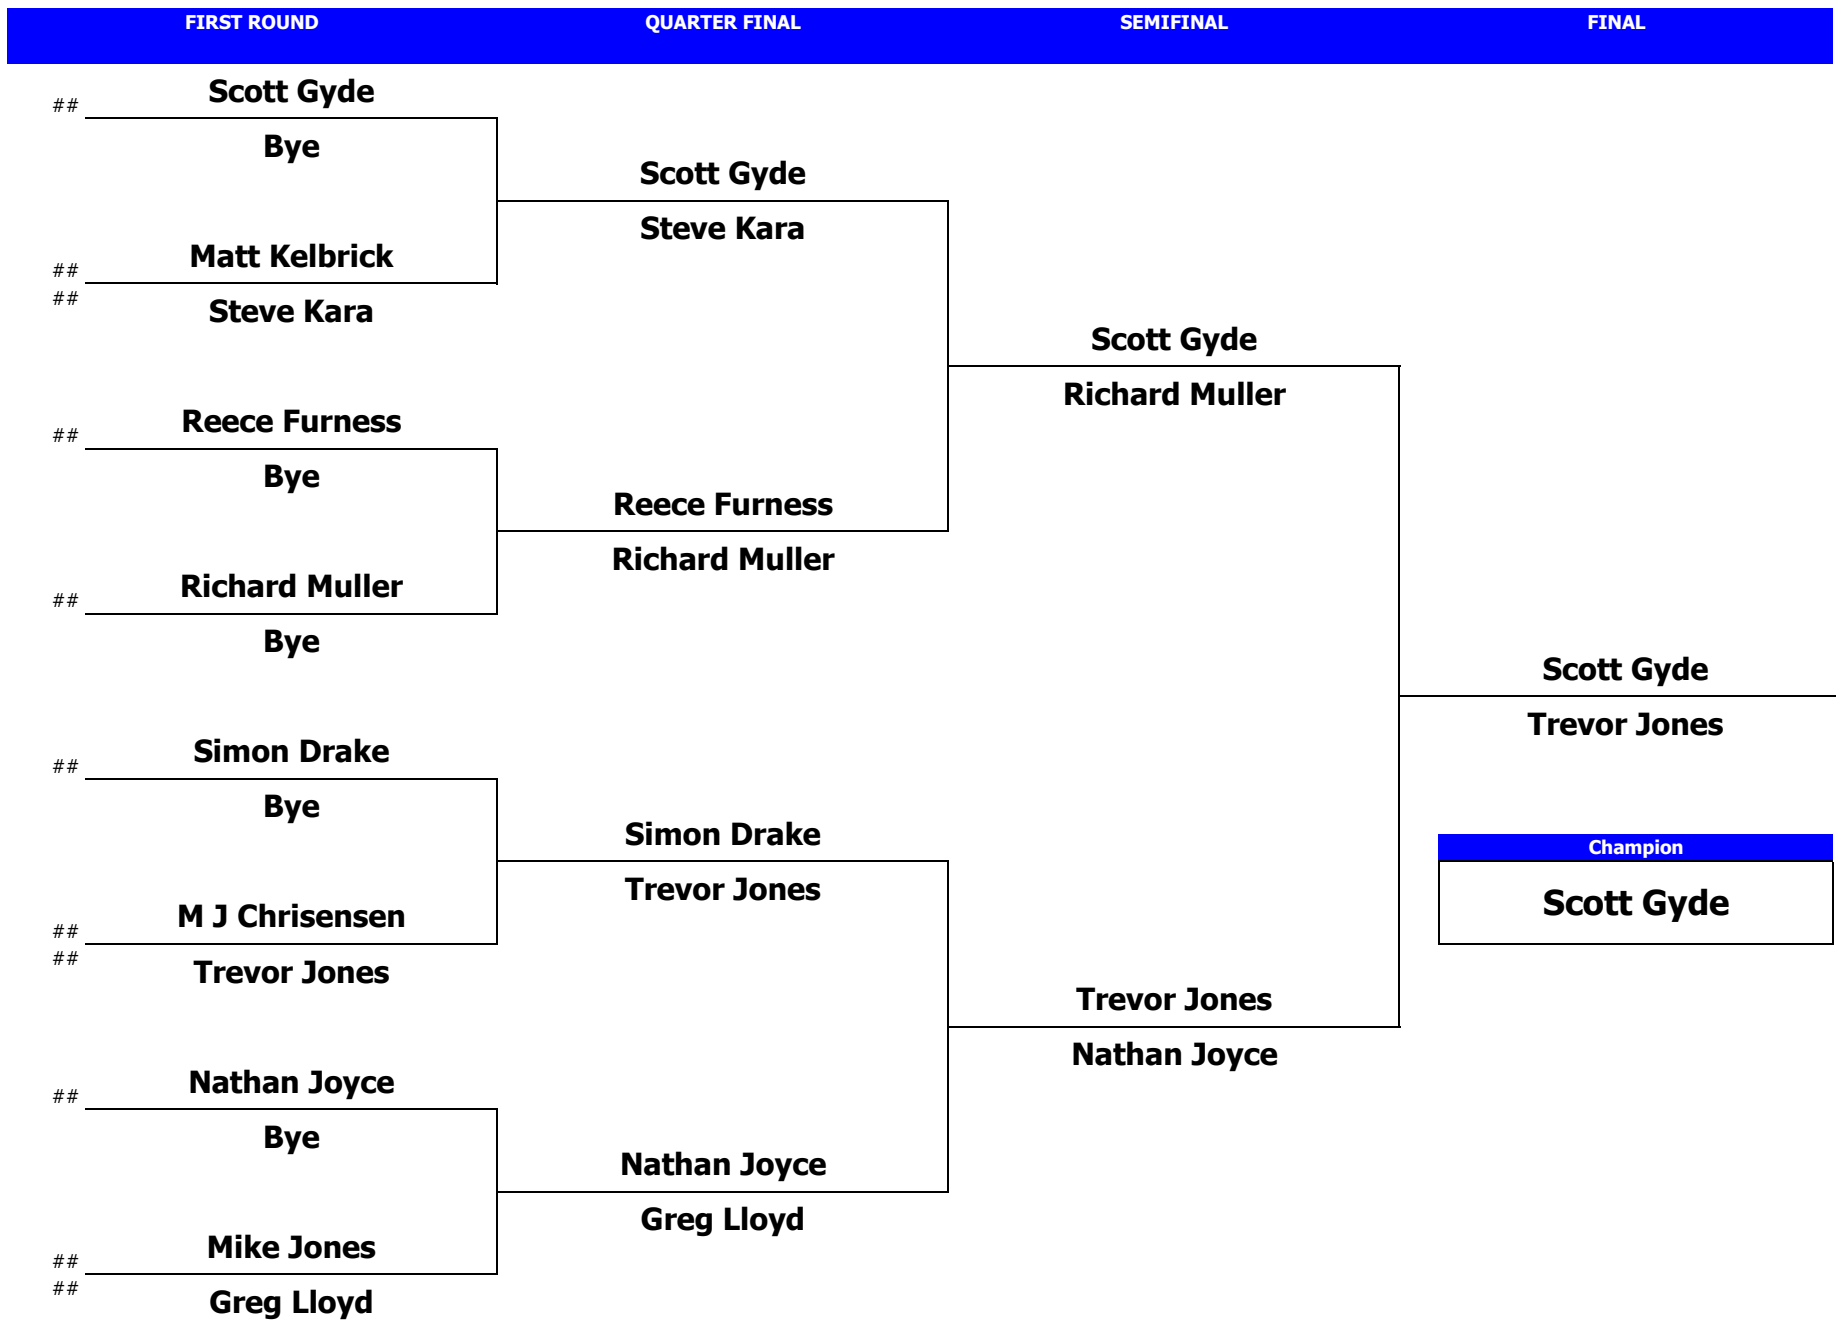 FIRST ROUND QUARTER FINAL SEMIFINAL FINAL
## Scott Gyde
Bye
Scott Gyde
Steve Kara
## Matt Kelbrick
## Steve Kara
Scott Gyde
Richard Muller
## Reece Furness
Bye
Reece Furness
Richard Muller
## Richard Muller
Bye
Scott Gyde
Trevor Jones
## Simon Drake
Bye
Simon Drake
Trevor Jones
Champion
Scott Gyde
## M J Chrisensen
## Trevor Jones
Trevor Jones
Nathan Joyce
## Nathan Joyce
Bye
Nathan Joyce
Greg Lloyd
## Mike Jones
## Greg Lloyd